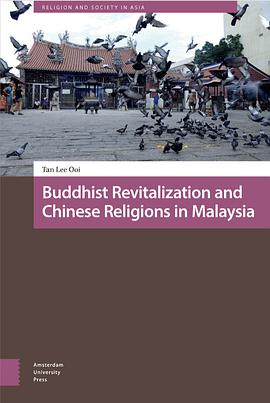 RELIGION AND SOCIETY IN ASIA
Tan Lee Ooi
Buddhist Revitalization and
Chinese Religions in Malaysia
Amsterdam
University
Press